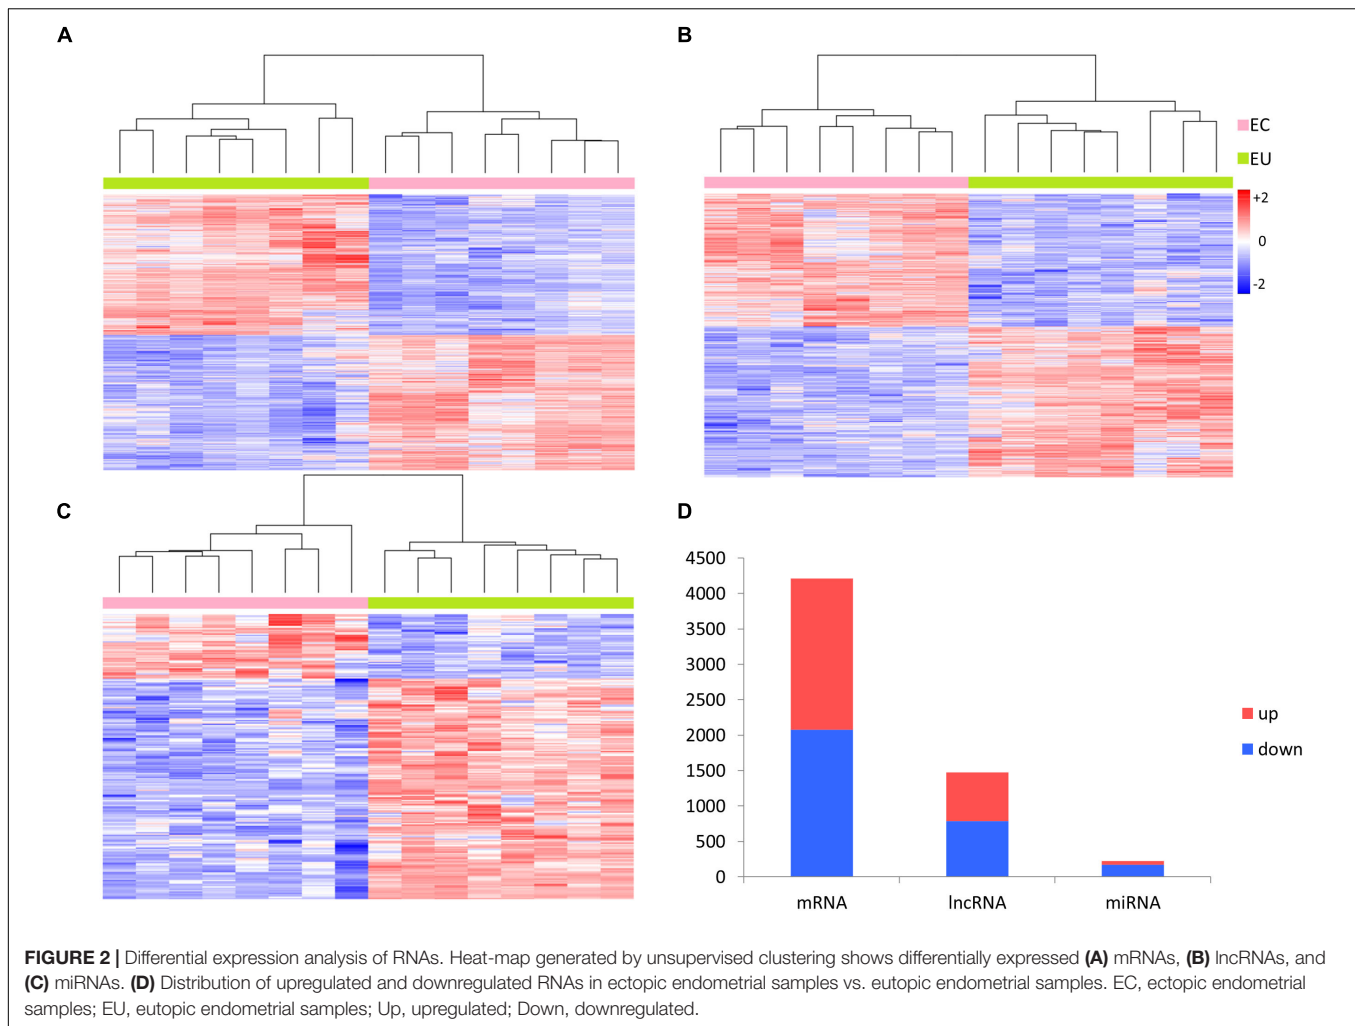 A
B
EC
EU
+2
0
-2
C
D
4500
4000
3500
3000
2500
2000
1500
1000
500
0
mRNA
lncRNA
miRNA
up
down
FIGURE 2 | Differential expression analysis of RNAs. Heat-map generated by unsupervised clustering shows differentially expressed (A) mRNAs, (B) lncRNAs, and
(C) miRNAs. (D) Distribution of upregulated and downregulated RNAs in ectopic endometrial samples vs. eutopic endometrial samples. EC, ectopic endometrial
samples; EU, eutopic endometrial samples; Up, upregulated; Down, downregulated.